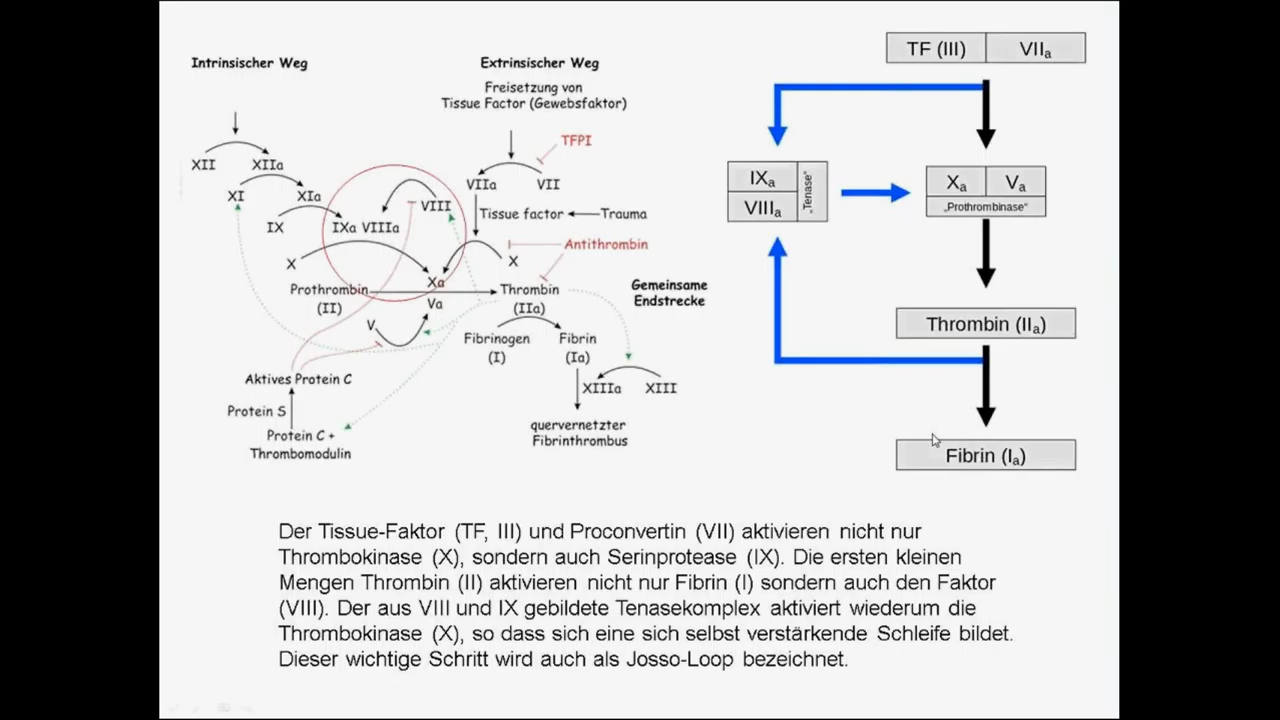 Intrinsischer Weg
Extrinsischer Weg
Freisetzung von
Tissue Factor (Gewebsfaktor)
TFPI
XII
XIIa
VIIa
VII
XI
XIa
VIII
Tissue factor
Trauma
IX
IXa
VIIIa
Antithrombin
X
X
Xa
Prothrombin
(II)
Va
Thrombin
(IIa)
Gemeinsame
Endstrecke
V
Fibrinogen
(I)
Fibrin
(Ia)
Aktives Protein C
XIIIa
XIII
Protein S
Protein C +
Thrombomodulin
quervernetzter
Fibrinthrombus
TF (III)
VIIa
IXa
VIIIa
„Tenase“
Xa
Va
„Prothrombinase“
Thrombin (IIa)
Fibrin (Ia)
Der Tissue-Faktor (TF, III) und Proconvertin (VII) aktivieren nicht nur
Thrombokinase (X), sondern auch Serinprotease (IX). Die ersten kleinen
Mengen Thrombin (II) aktivieren nicht nur Fibrin (I) sondern auch den Faktor
(VIII). Der aus VIII und IX gebildete Tenasekomplex aktiviert wiederum die
Thrombokinase (X), so dass sich eine sich selbst verstärkende Schleife bildet.
Dieser wichtige Schritt wird auch als Josso-Loop bezeichnet.